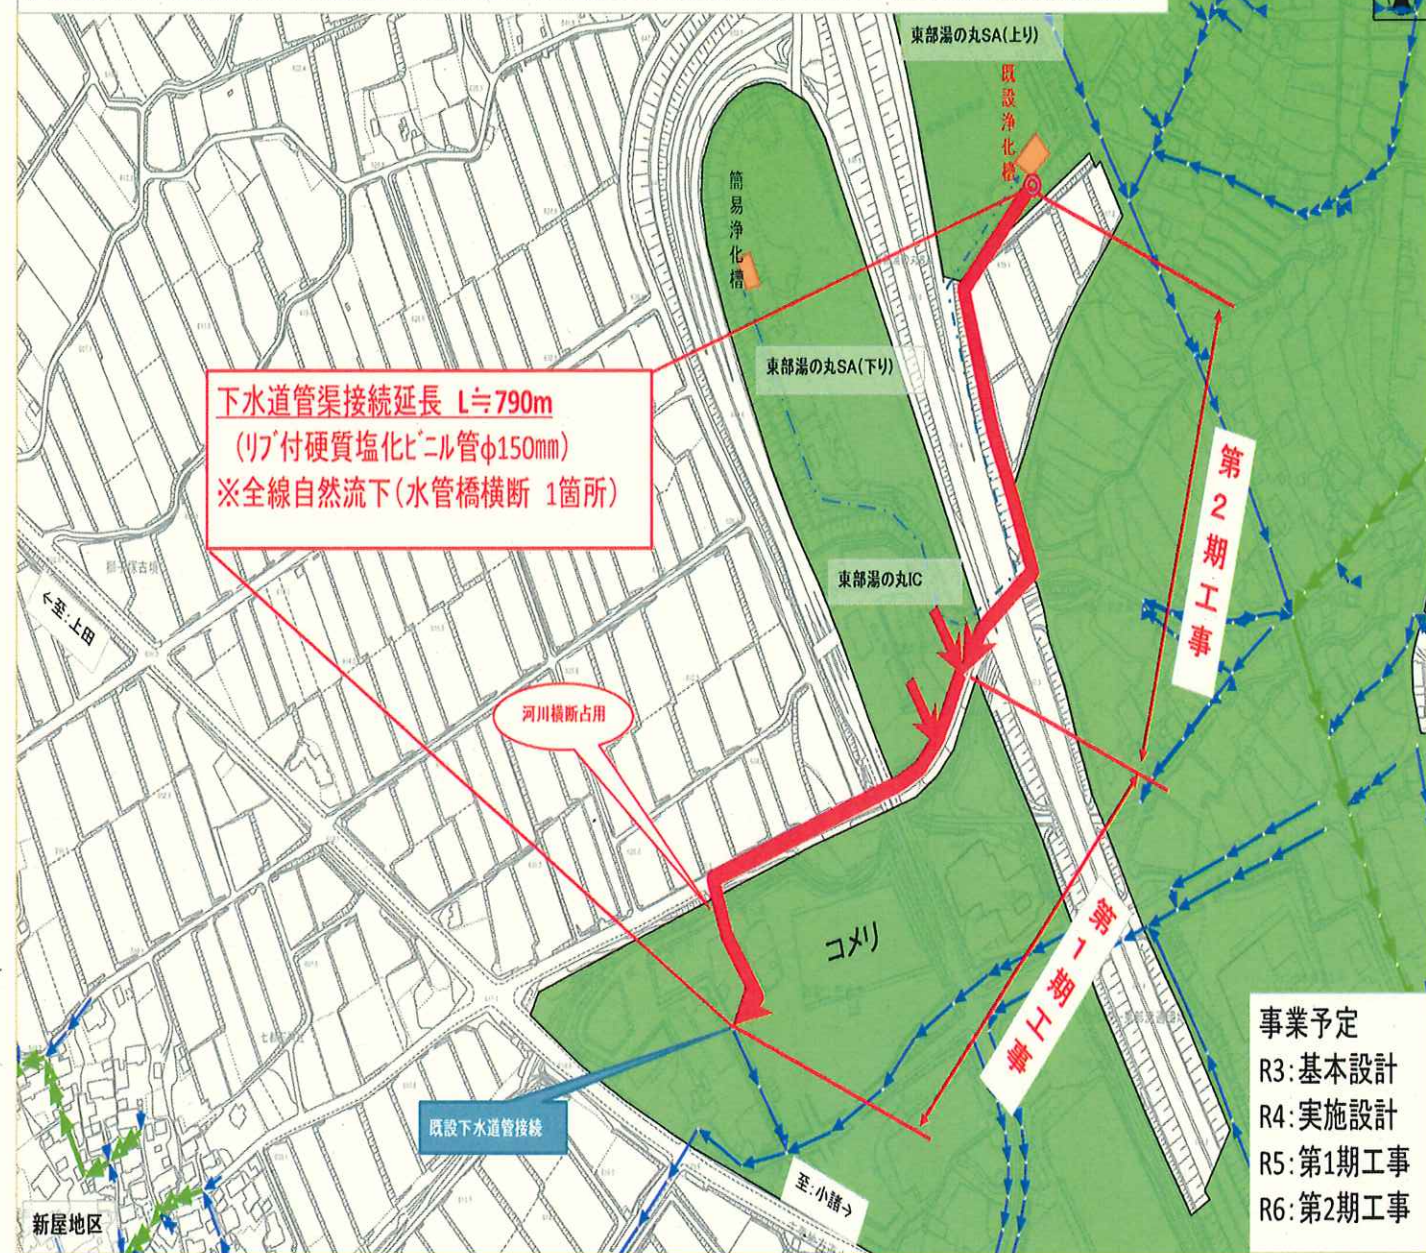 東部湯の丸SA(上り)
既設浄化槽
簡易浄化槽
東部湯の丸SA(下り)
下水道管渠接続延長 L≒790m
(リブ付硬質塩化ビニル管φ150mm)
※全線自然流下(水管橋横断 1箇所)
第2期工事
東部湯の丸IC
←至:上田
河川横断占用
コメリ
第1期工事
既設下水道管接続
至:小諸→
新屋地区
事業予定
R3:基本設計
R4:実施設計
R5:第1期工事
R6:第2期工事